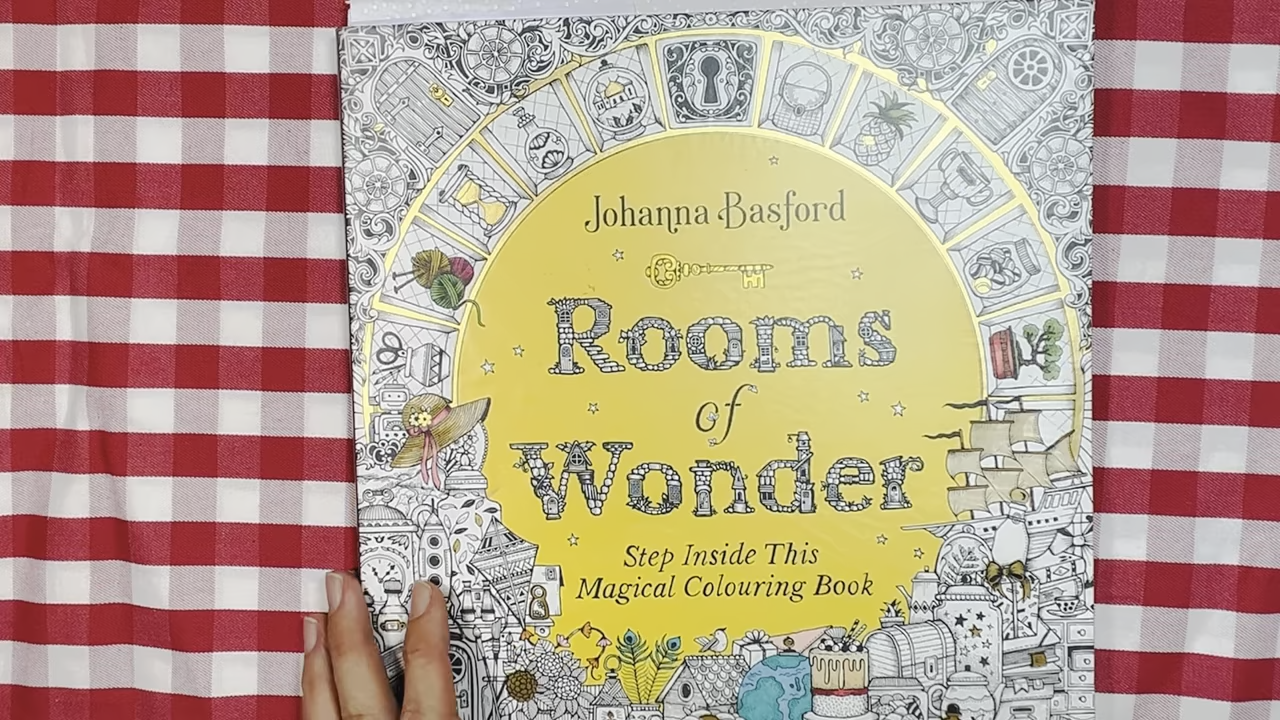 Johanna Basford
Rooms
of
Wonder
Step Inside This
Magical Colouring Book